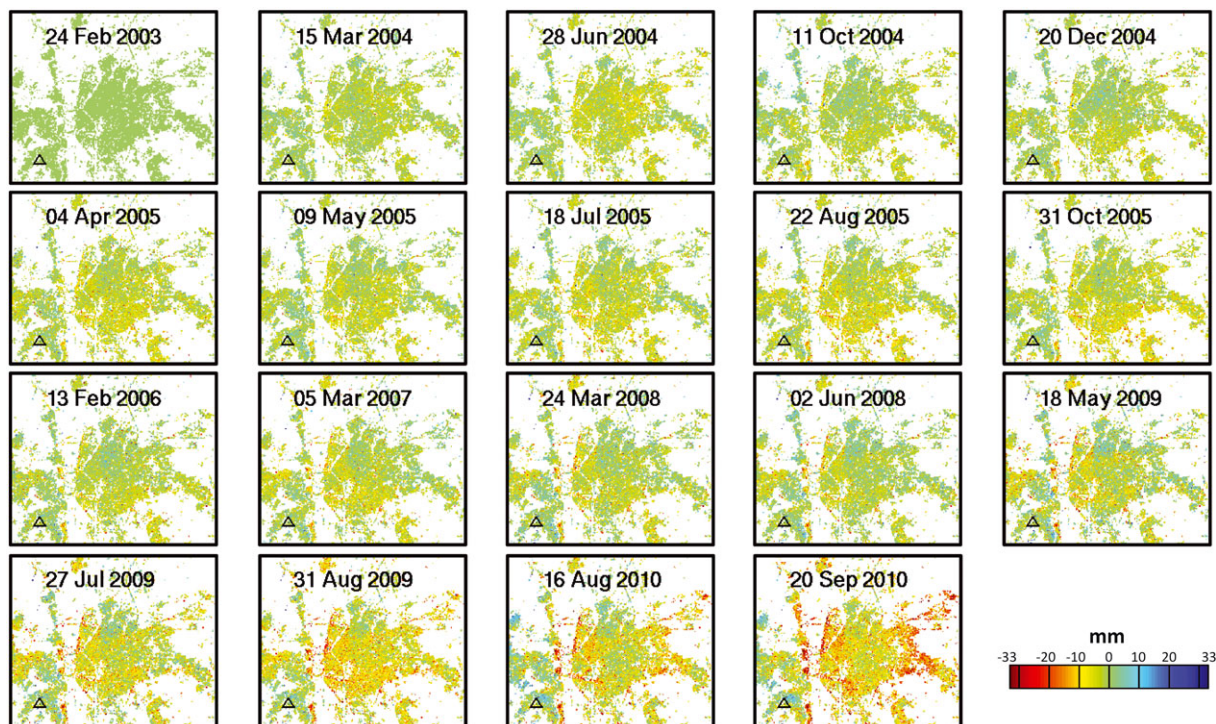 24 Feb 2003
15 Mar 2004
28 Jun 2004
11 Oct 2004
20 Dec 2004
04 Apr 2005
09 May 2005
18 Jul 2005
22 Aug 2005
31 Oct 2005
13 Feb 2006
05 Mar 2007
24 Mar 2008
02 Jun 2008
18 May 2009
27 Jul 2009
31 Aug 2009
16 Aug 2010
20 Sep 2010
mm
-33 -20 -10 0 10 20 33